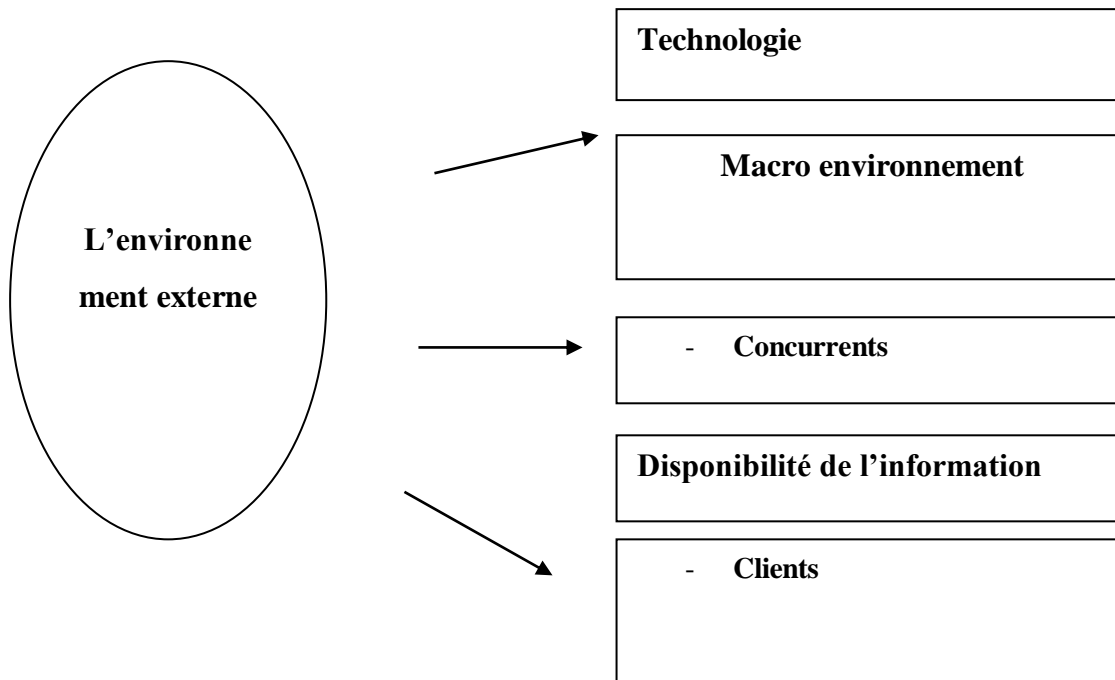 L’environne
ment externe
Technologie
Macro environnement
- Concurrents
Disponibilité de l’information
- Clients